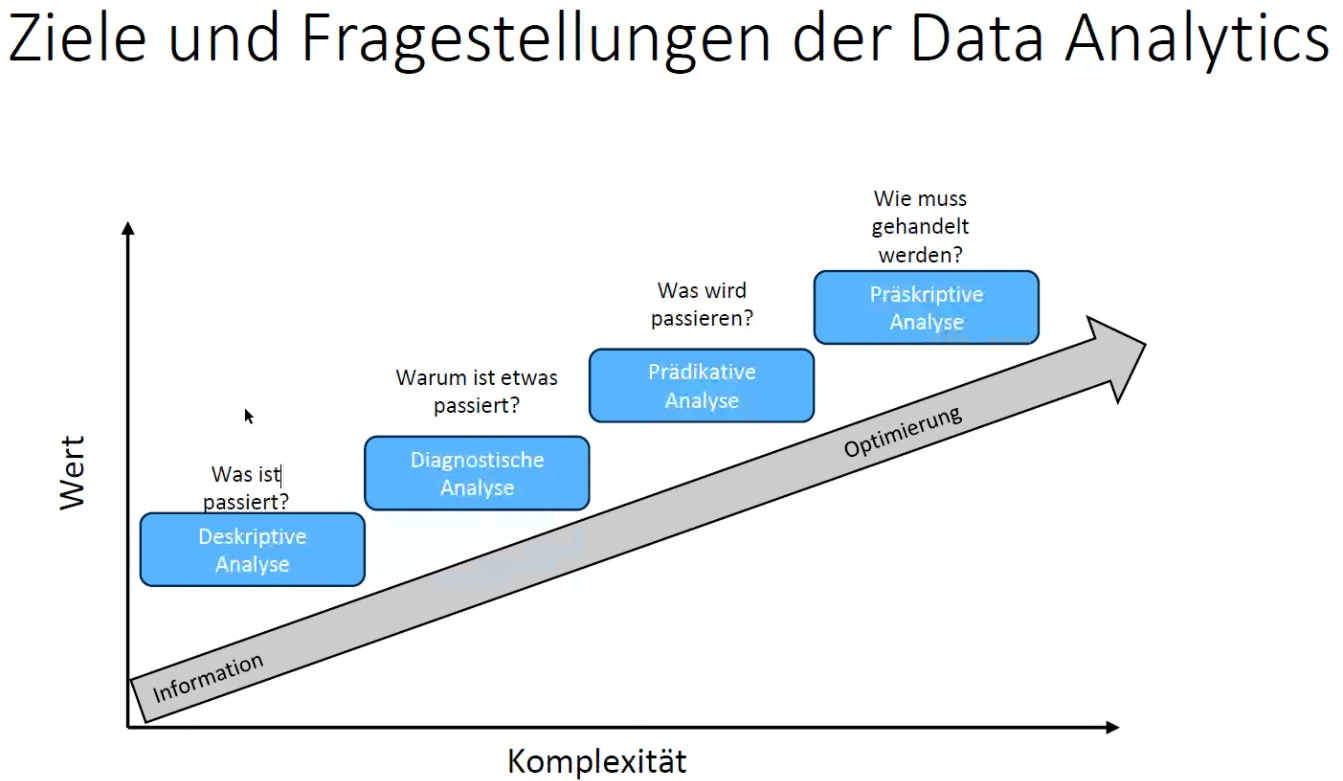 Ziele und Fragestellungen der Data Analytics
Wie muss
gehandelt
werden?
Präskriptive
Analyse
Was wird
passieren?
Prädikative
Analyse
Warum ist etwas
passiert?
Diagnostische
Analyse
Was ist
passiert?
Deskriptive
Analyse
Wert
Optimierung
Information
Komplexität